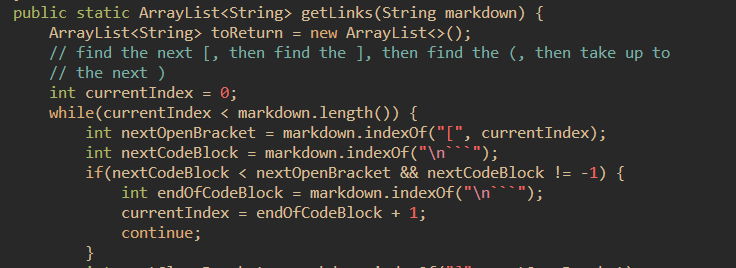 public static ArrayList<String> getLinks(String markdown) {
ArrayList<String> toReturn = new ArrayList<>();
// find the next [, then find the ], then find the (, then take up to
// the next )
int currentIndex = 0;
while(currentIndex < markdown.length()) {
int nextOpenBracket = markdown.indexOf("[", currentIndex);
int nextCodeBlock = markdown.indexOf("\n```");
if(nextCodeBlock < nextOpenBracket && nextCodeBlock != -1) {
int endOfCodeBlock = markdown.indexOf("\n```");
currentIndex = endOfCodeBlock + 1;
continue;
}